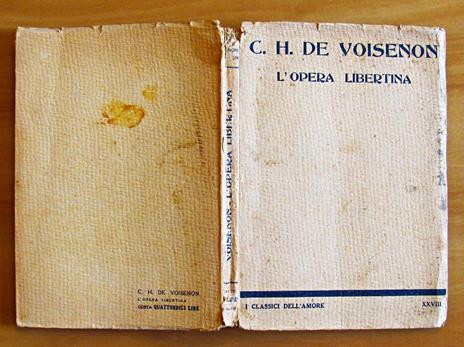 C. H. DE VOISENON
L'OPERA LIBERTINA
COSTA QUATTORDICI LIRE
VOISENON - L'OPERA LIBERTINA
C. H. DE VOISENON
L'OPERA LIBERTINA
I CLASSICI DELL'AMORE
XXVIII